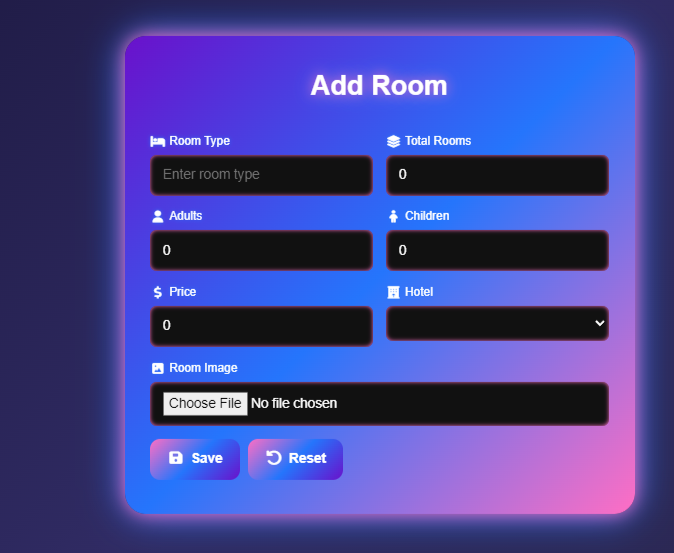 Add Room
Room Type
Total Rooms
Enter room type
0
Adults
Children
0
0
Price
Hotel
0
Room Image
Choose File No file chosen
Save
Reset